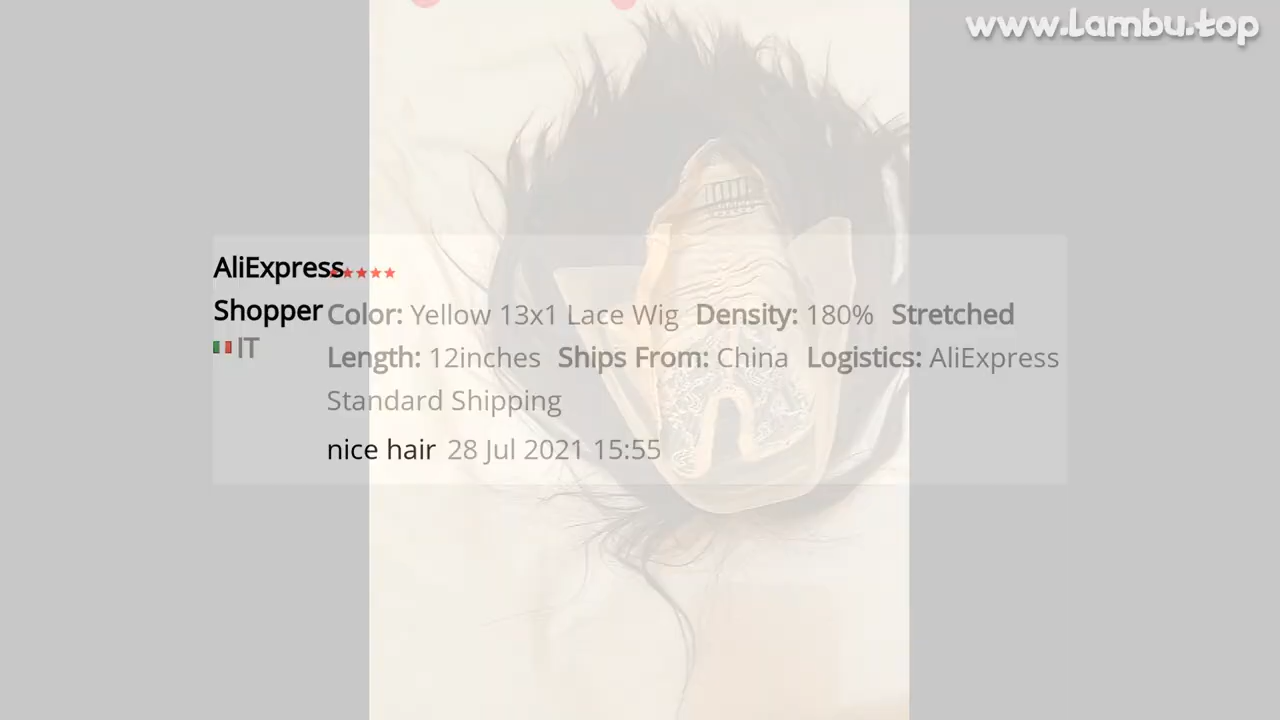 www.Lambu.top
AliExpress
Shopper
IT
Color: Yellow 13x1 Lace Wig Density: 180% Stretched
Length: 12inches Ships From: China Logistics: AliExpress
Standard Shipping
nice hair 28 Jul 2021 15:55